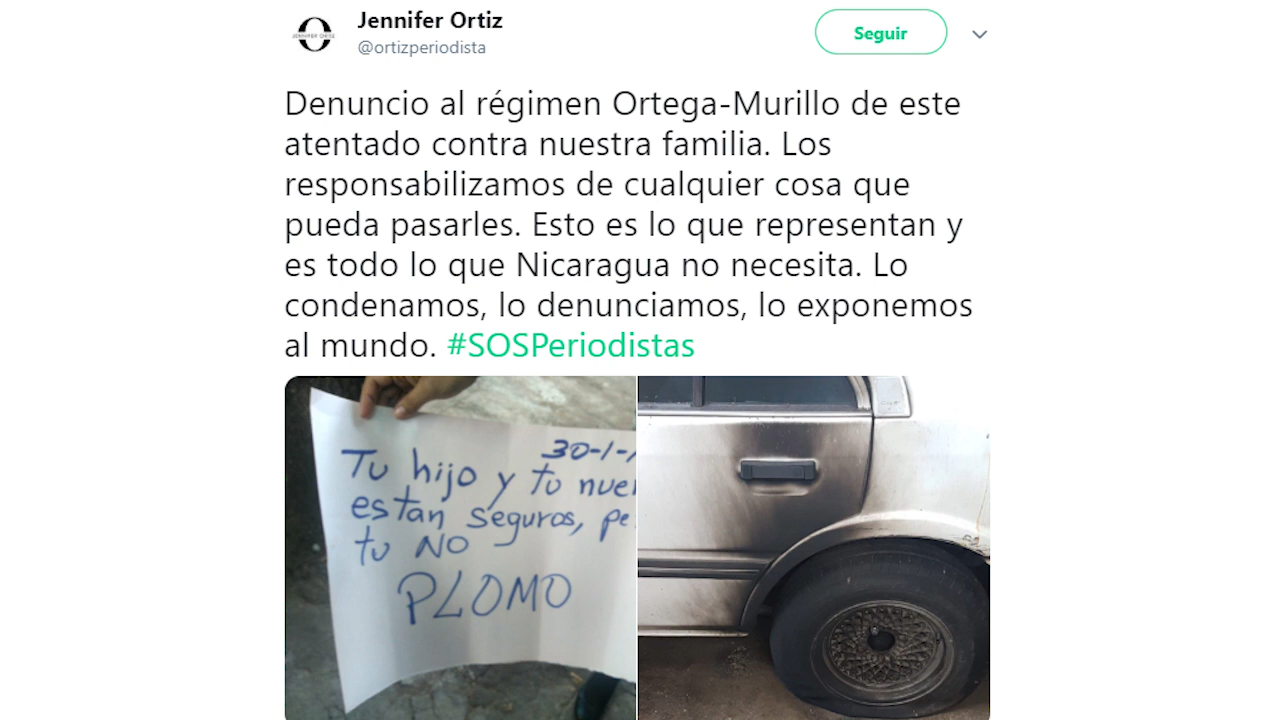 Jennifer Ortiz
@ortizperiodista
Seguir
Denuncio al régimen Ortega-Murillo de este
atentado contra nuestra familia. Los
responsabilizamos de cualquier cosa que
pueda pasarles. Esto es lo que representan y
es todo lo que Nicaragua no necesita. Lo
condenamos, lo denunciamos, lo exponemos
al mundo. #SOSPeriodistas
30-1-
Tu hijo y tu
estan seguros,
tu NO
PLOMO